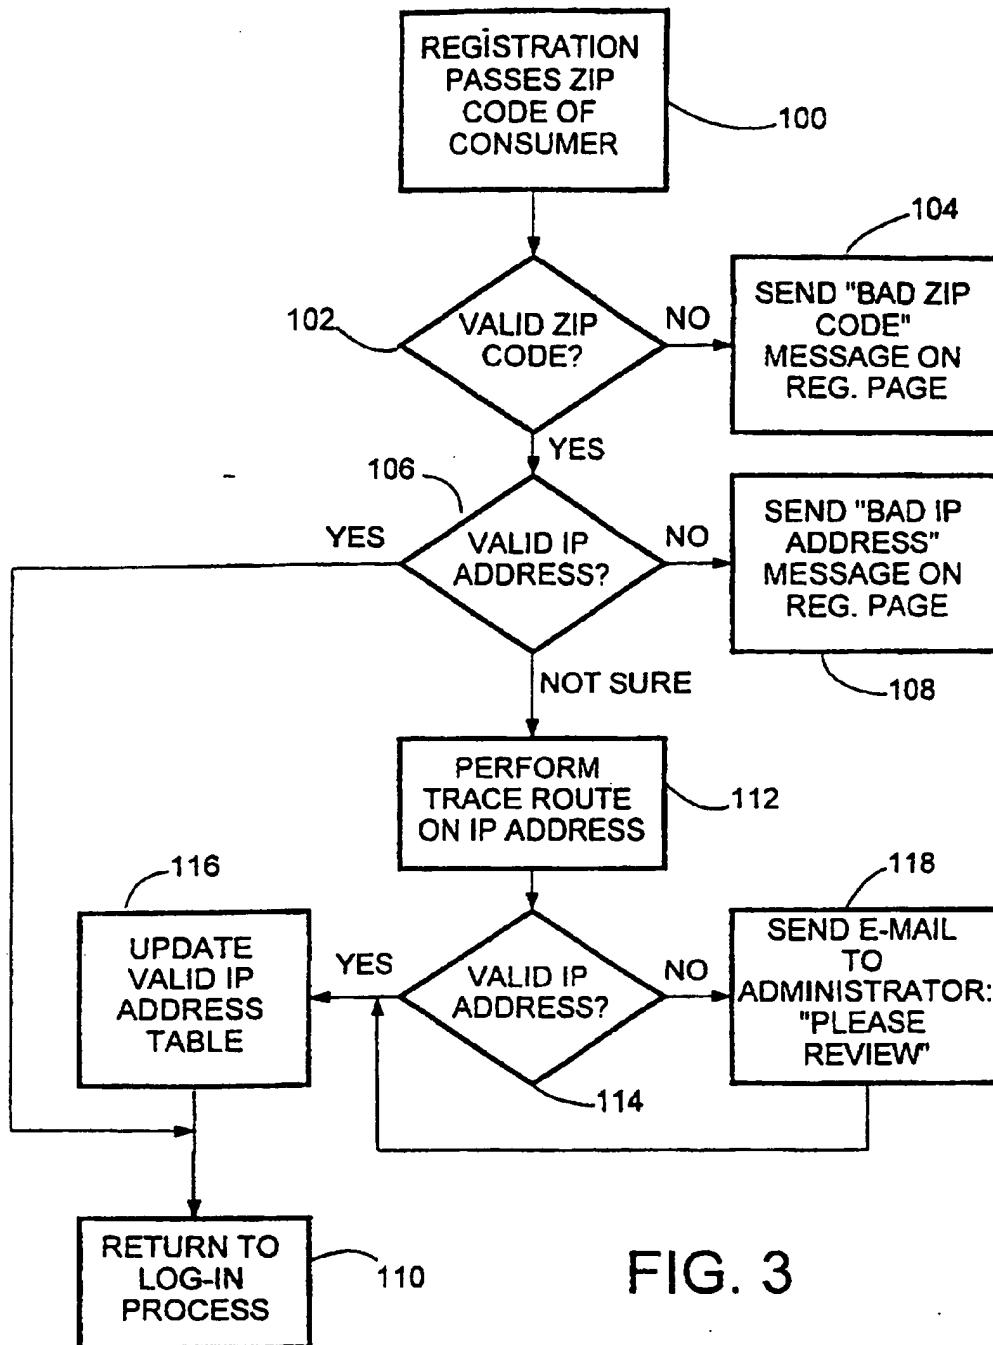 REGISTRATION
PASSES ZIP
CODE OF
CONSUMER
100
104
102
VALID ZIP
CODE?
NO
SEND "BAD ZIP
CODE"
MESSAGE ON
REG. PAGE
YES
106
YES
VALID IP
ADDRESS?
NO
SEND "BAD IP
ADDRESS"
MESSAGE ON
REG. PAGE
108
NOT SURE
PERFORM
TRACE ROUTE
ON IP ADDRESS
112
116
118
UPDATE
VALID IP
ADDRESS
TABLE
YES
VALID IP
ADDRESS?
NO
SEND E-MAIL
TO
ADMINISTRATOR:
"PLEASE
REVIEW"
114
RETURN TO
LOG-IN
PROCESS
110
FIG. 3